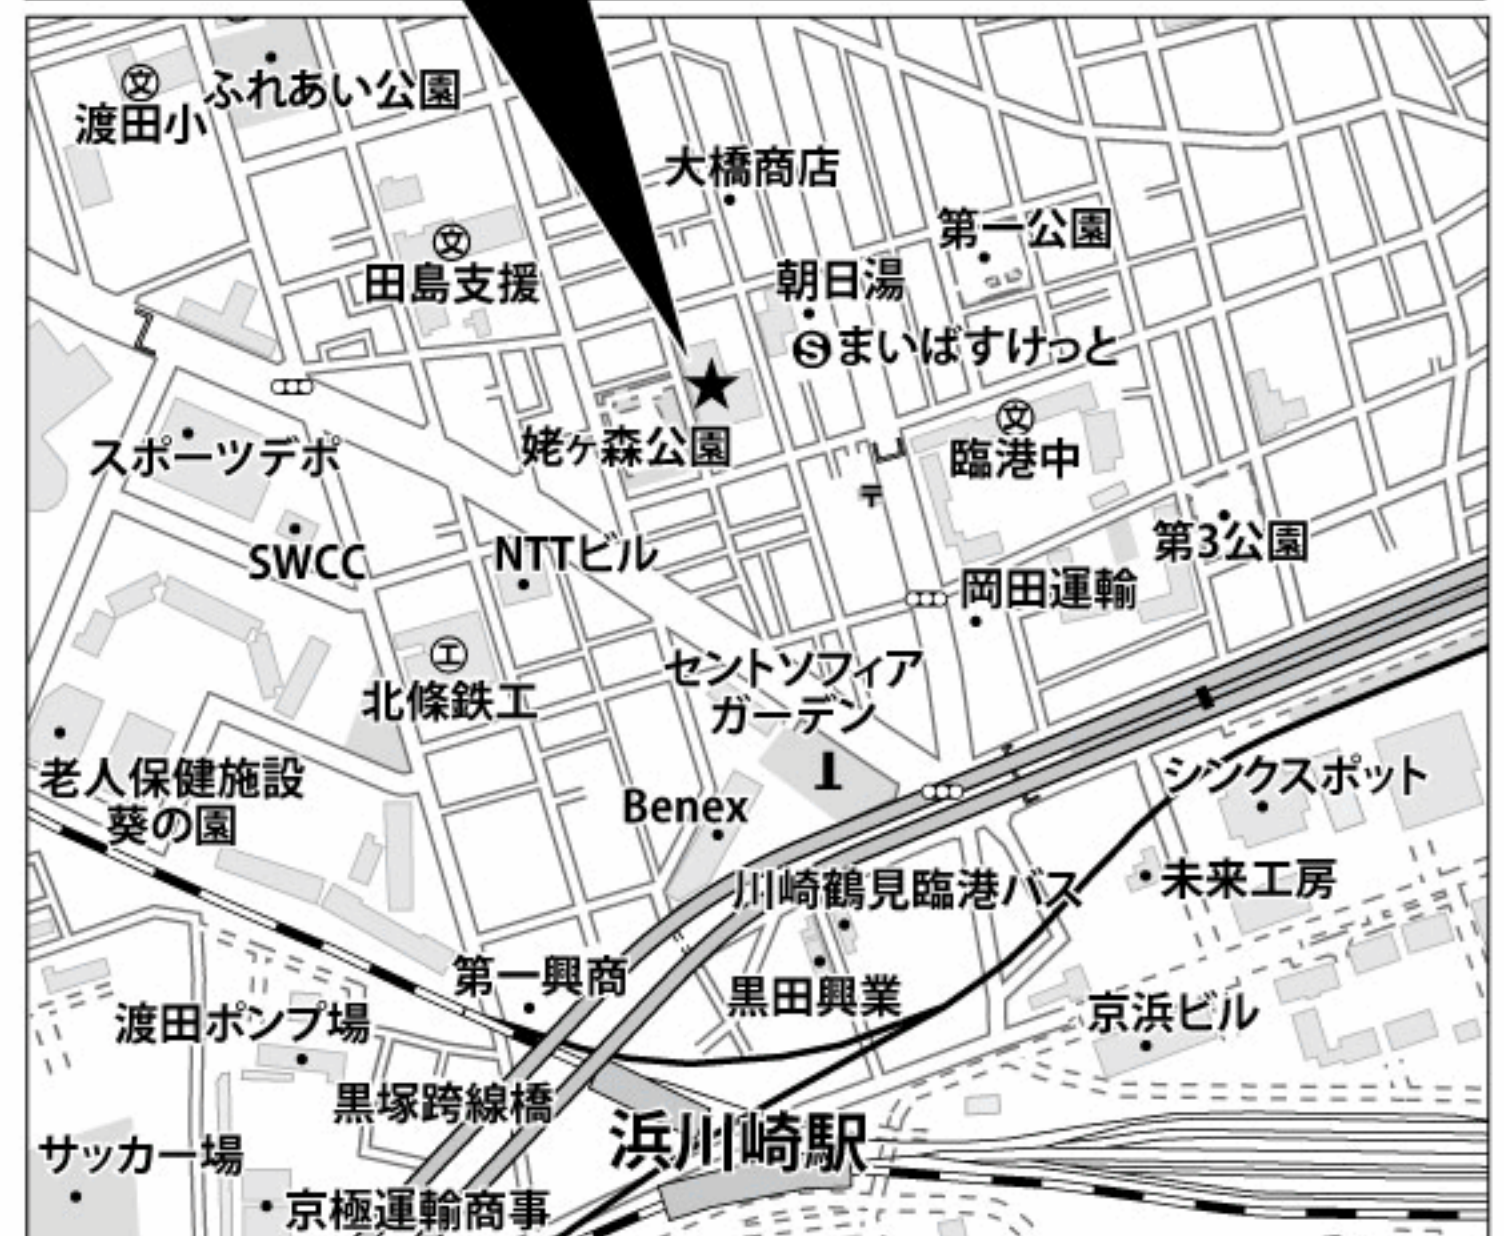 文
ふれあい公園
渡田小
大橋商店
第一公園
文
田島支援
朝日湯
Sまいばすけっと
★
文
スポーツデポ
姥ヶ森公園
臨港中
〒
第3公園
SWCC
NTTビル
岡田運輸
工
北條鉄工
セントソフィア
ガーデン
老人保健施設
葵の園
Benex
シンクスポット
川崎鶴見臨港バス
未来工房
第一興商
黒田興業
渡田ポンプ場
京浜ビル
黒塚跨線橋
浜川崎駅
サッカー場
京極運輸商事